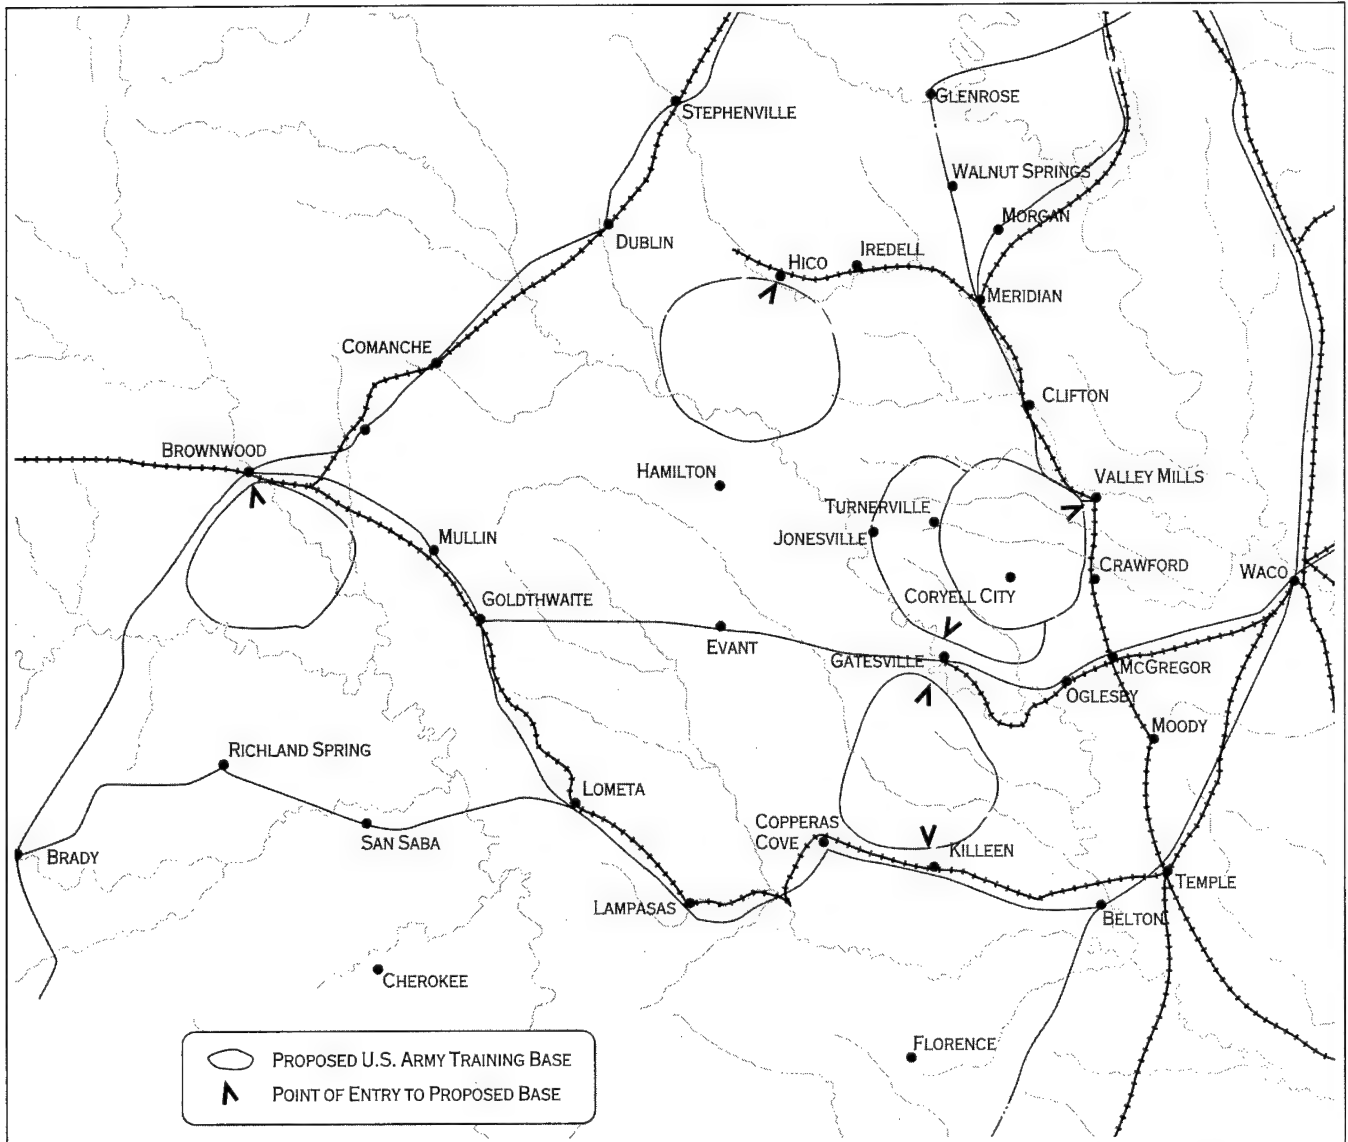 GLENROSE
STEPHENVILLE
WALNUT SPRINGS
MORGAN
DUBLIN
IREDELL
HICO
MERIDIAN
COMANCHE
CLIFTON
BROWNWOOD
HAMILTON
VALLEY MILLS
TURNERVILLE
JONESVILLE
MULLIN
CRAWFORD
WACO
CORYELL CITY
GOLDTHWAITE
EVANT
GATESVILLE
MCGREGOR
OGLESBY
MOODY
RICHLAND SPRING
LOMETA
COPPERAS
COVE
SAN SABA
KILLEEN
BRADY
TEMPLE
LAMPASAS
BELTON
CHEROKEE
FLORENCE
PROPOSED U.S. ARMY TRAINING BASE
POINT OF ENTRY TO PROPOSED BASE